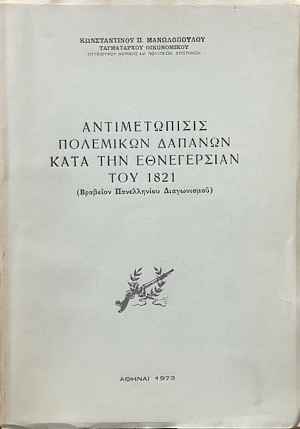 ΚΩΝΣΤΑΝΤΙΝΟΥ Π. ΜΑΝΩΛΟΠΟΥΛΟΥ
ΤΑΓΜΑΤΑΡΧΟΥ ΟΙΚΟΝΟΜΙΚΟΥ
ΠΤΥΧΙΟΥΧΟΥ ΝΟΜΙΚΗΣ καί ΠΟΛΙΤΙΚΩΝ ΕΠΙΣΤΗΜΩΝ
ΑΝΤΙΜΕΤΩΠΙΣΙΣ
ΠΟΛΕΜΙΚΩΝ ΔΑΠΑΝΩΝ
ΚΑΤΑ ΤΗΝ ΕΘΝΕΓΕΡΣΙΑΝ
ΤΟΥ 1821
(Βραβεῖον Πανελληνίου Διαγωνισμοῦ)
ΑΘΗΝΑΙ 1973